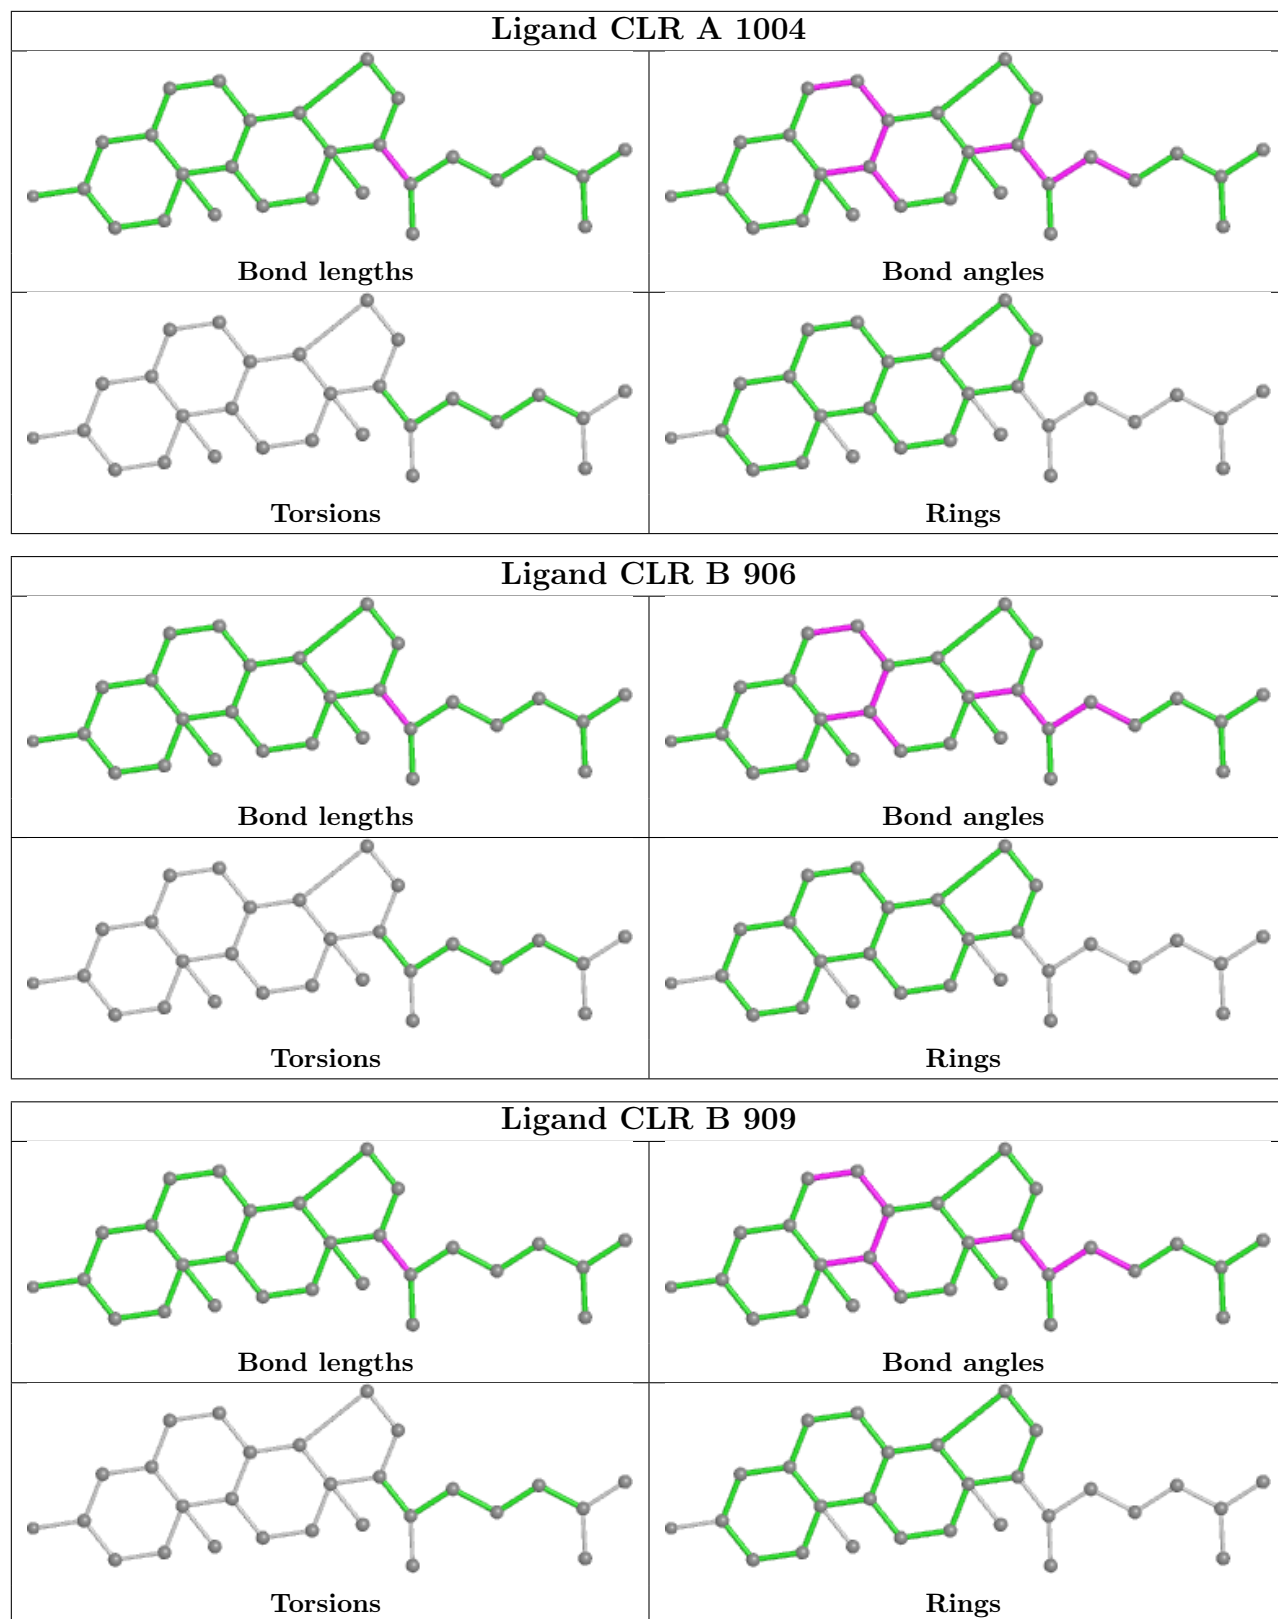 Ligand CLR A 1004
Bond lengths
Bond angles
Torsions
Rings
Ligand CLR B 906
Bond lengths
Bond angles
Torsions
Rings
Ligand CLR B 909
Bond lengths
Bond angles
Torsions
Rings